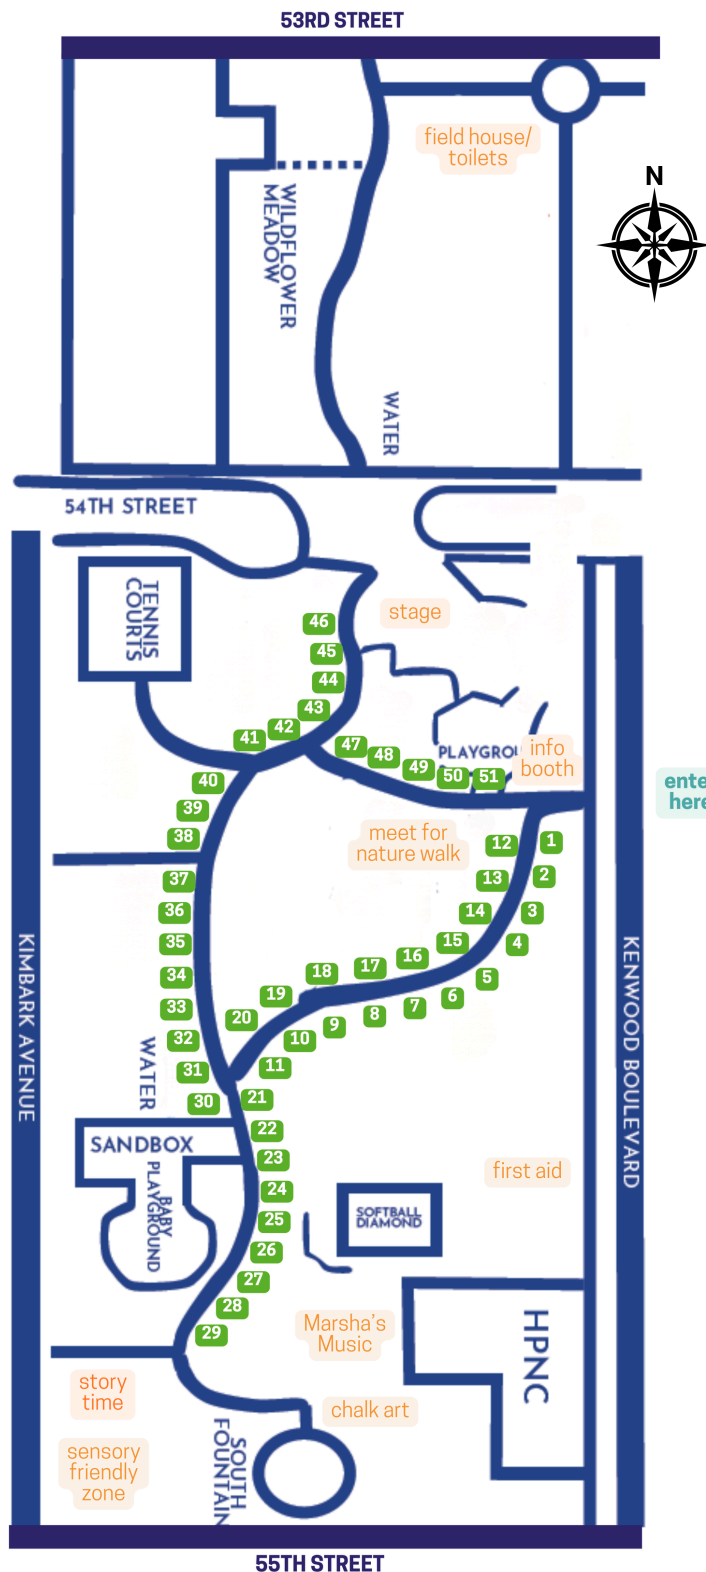 53RD STREET
field house/
toilets
N
WILDFLOWER
MEADOW
WATER
54TH STREET
TENNIS
COURTS
46
stage
45
44
43
42
41
47
48
49
50
51
PLAYGROU
info
booth
ente
here
40
39
38
meet for
nature walk
12
1
13
2
14
3
15
4
16
5
17
6
18
7
19
8
20
9
10
11
37
36
35
34
33
32
31
30
KIMBARK AVENUE
KENWOOD BOULEVARD
WATER
21
22
23
24
25
26
27
28
29
SANDBOX
BABY
PLAYGROUND
first aid
SOFTBALL
DIAMOND
Marsha's
Music
HPNC
story
time
chalk art
sensory
friendly
zone
SOUTH
FOUNTAIN
55TH STREET